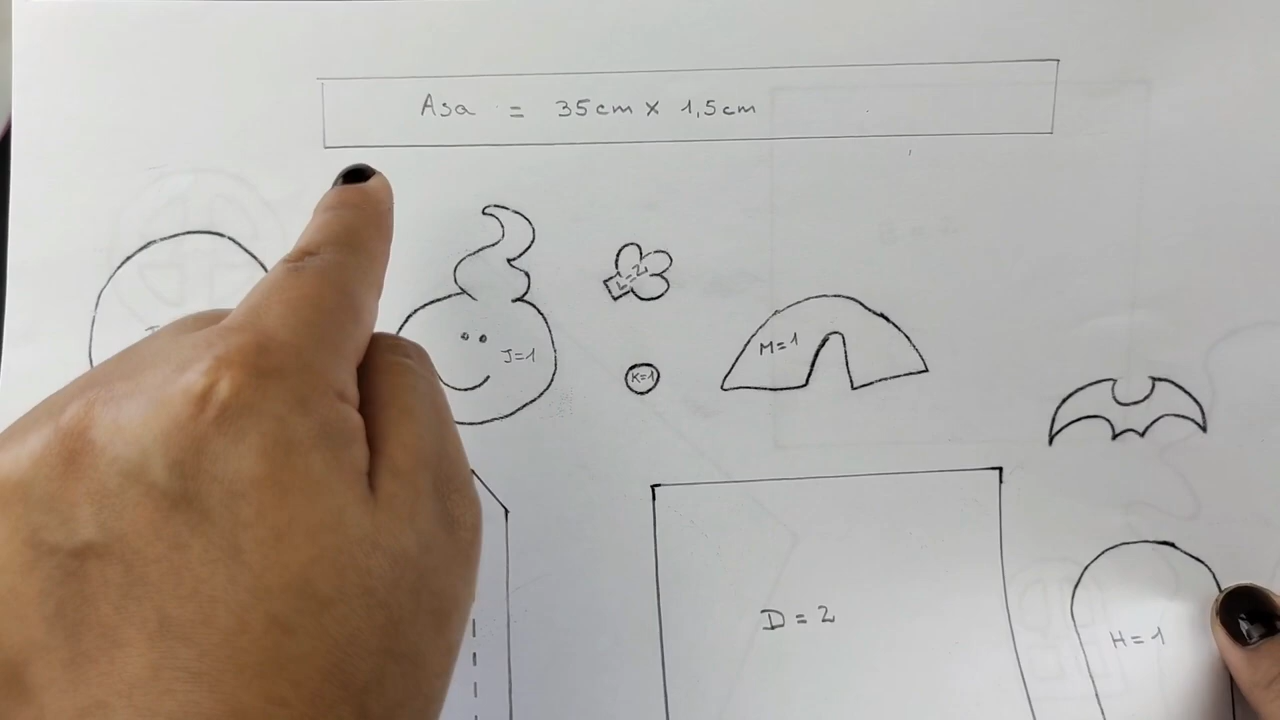 Asa = 35cm x 1,5cm
J=1
L=2
K=1
M=1
D = 2
H=1